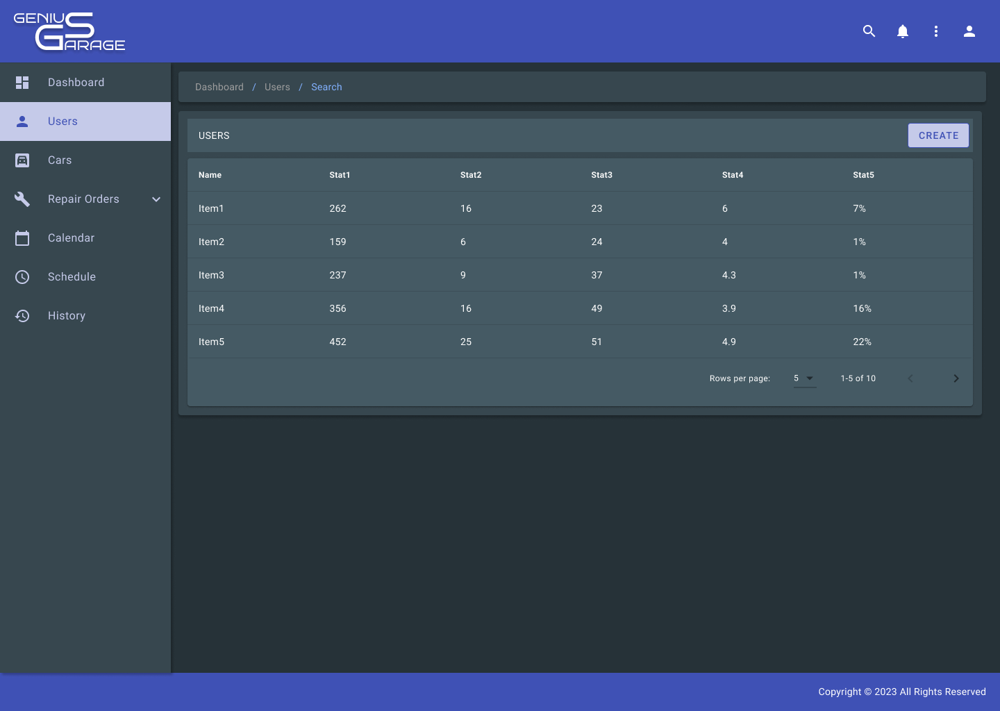 GENIUS
GARAGE
Dashboard
Users
Cars
Repair Orders
Calendar
Schedule
History
Dashboard / Users / Search
USERS CREATE
Name Stat1 Stat2 Stat3 Stat4 Stat5
Item1 262 16 23 6 7%
Item2 159 6 24 4 1%
Item3 237 9 37 4.3 1%
Item4 356 16 49 3.9 16%
Item5 452 25 51 4.9 22%
Rows per page: 5 1-5 of 10
Copyright © 2023 All Rights Reserved